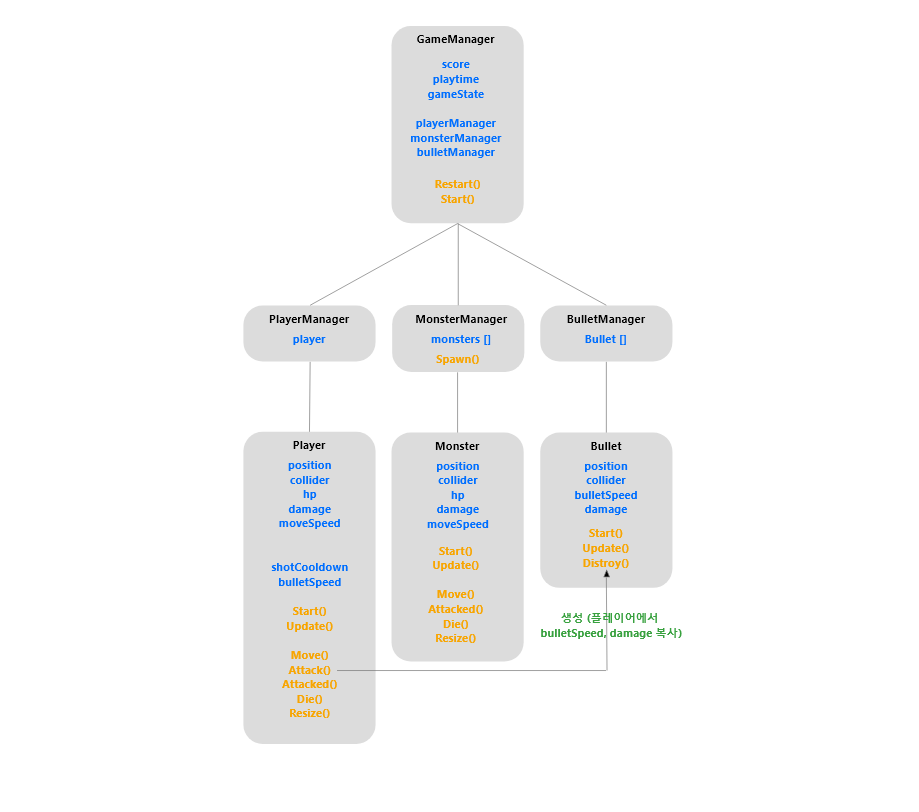 GameManager
score
playtime
gameState
playerManager
monsterManager
bulletManager
Restart()
Start()
PlayerManager
player
MonsterManager
monsters []
Spawn()
BulletManager
Bullet []
Player
position
collider
hp
damage
moveSpeed
shotCooldown
bulletSpeed
Start()
Update()
Move()
Attack()
Attacked()
Die()
Resize()
Monster
position
collider
hp
damage
moveSpeed
Start()
Update()
Move()
Attacked()
Die()
Resize()
Bullet
position
collider
bulletSpeed
damage
Start()
Update()
Distroy()
생성 (플레이어에서
bulletSpeed, damage 복사)